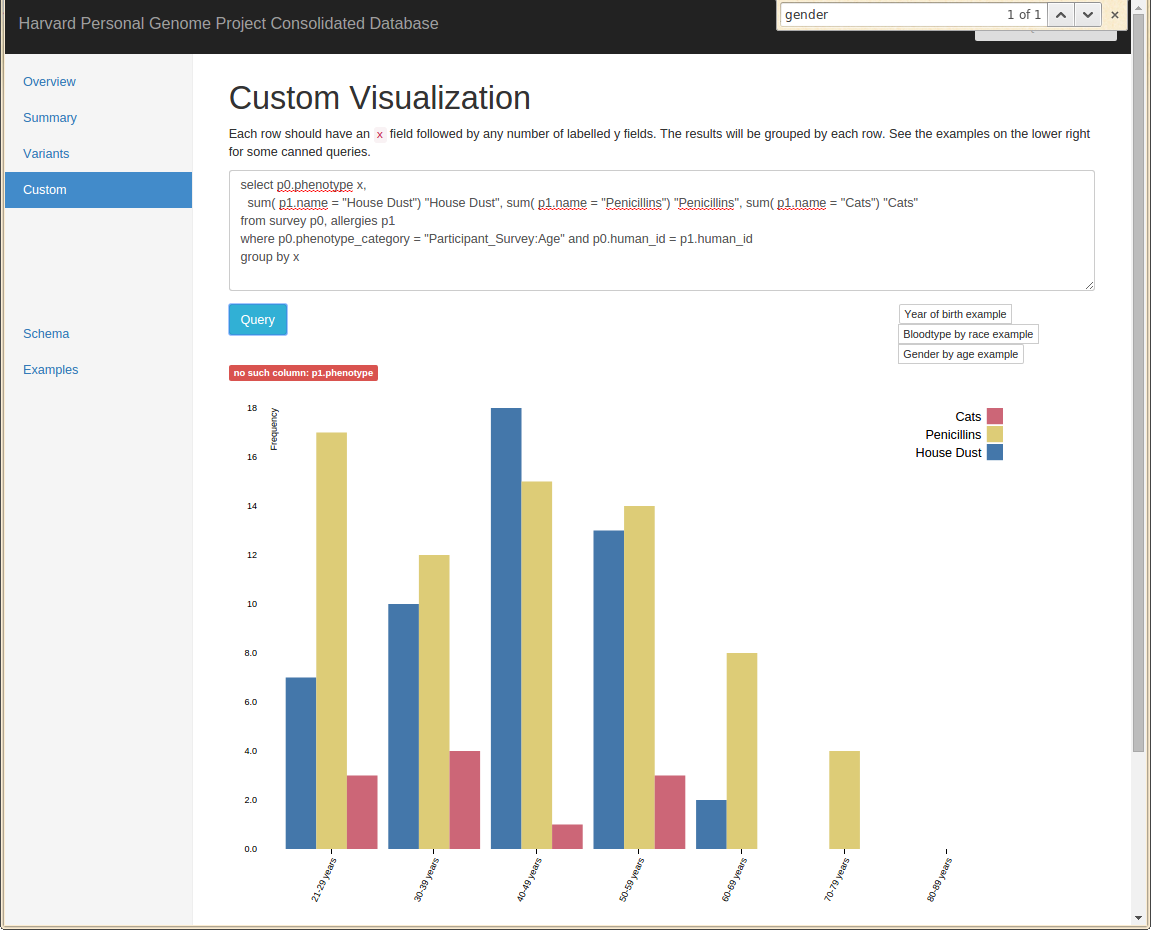 Harvard Personal Genome Project Consolidated Database
gender 1 of 1 ×
Overview
Summary
Variants
Custom
Schema
Examples
Custom Visualization
Each row should have an x field followed by any number of labelled y fields. The results will be grouped by each row. See the examples on the lower right
for some canned queries.
select p0.phenotype x,
sum( p1.name = "House Dust") "House Dust", sum( p1.name = "Penicillins") "Penicillins", sum( p1.name = "Cats") "Cats"
from survey p0, allergies p1
where p0.phenotype_category = "Participant_Survey:Age" and p0.human_id = p1.human_id
group by x
Query
Year of birth example
Bloodtype by race example
Gender by age example
no such column: p1.phenotype
Frequency
18
16
14
12
10
8.0
6.0
4.0
2.0
0.0
Cats
Penicillins
House Dust
21-29 years
30-39 years
40-49 years
50-59 years
60-69 years
70-79 years
80-89 years